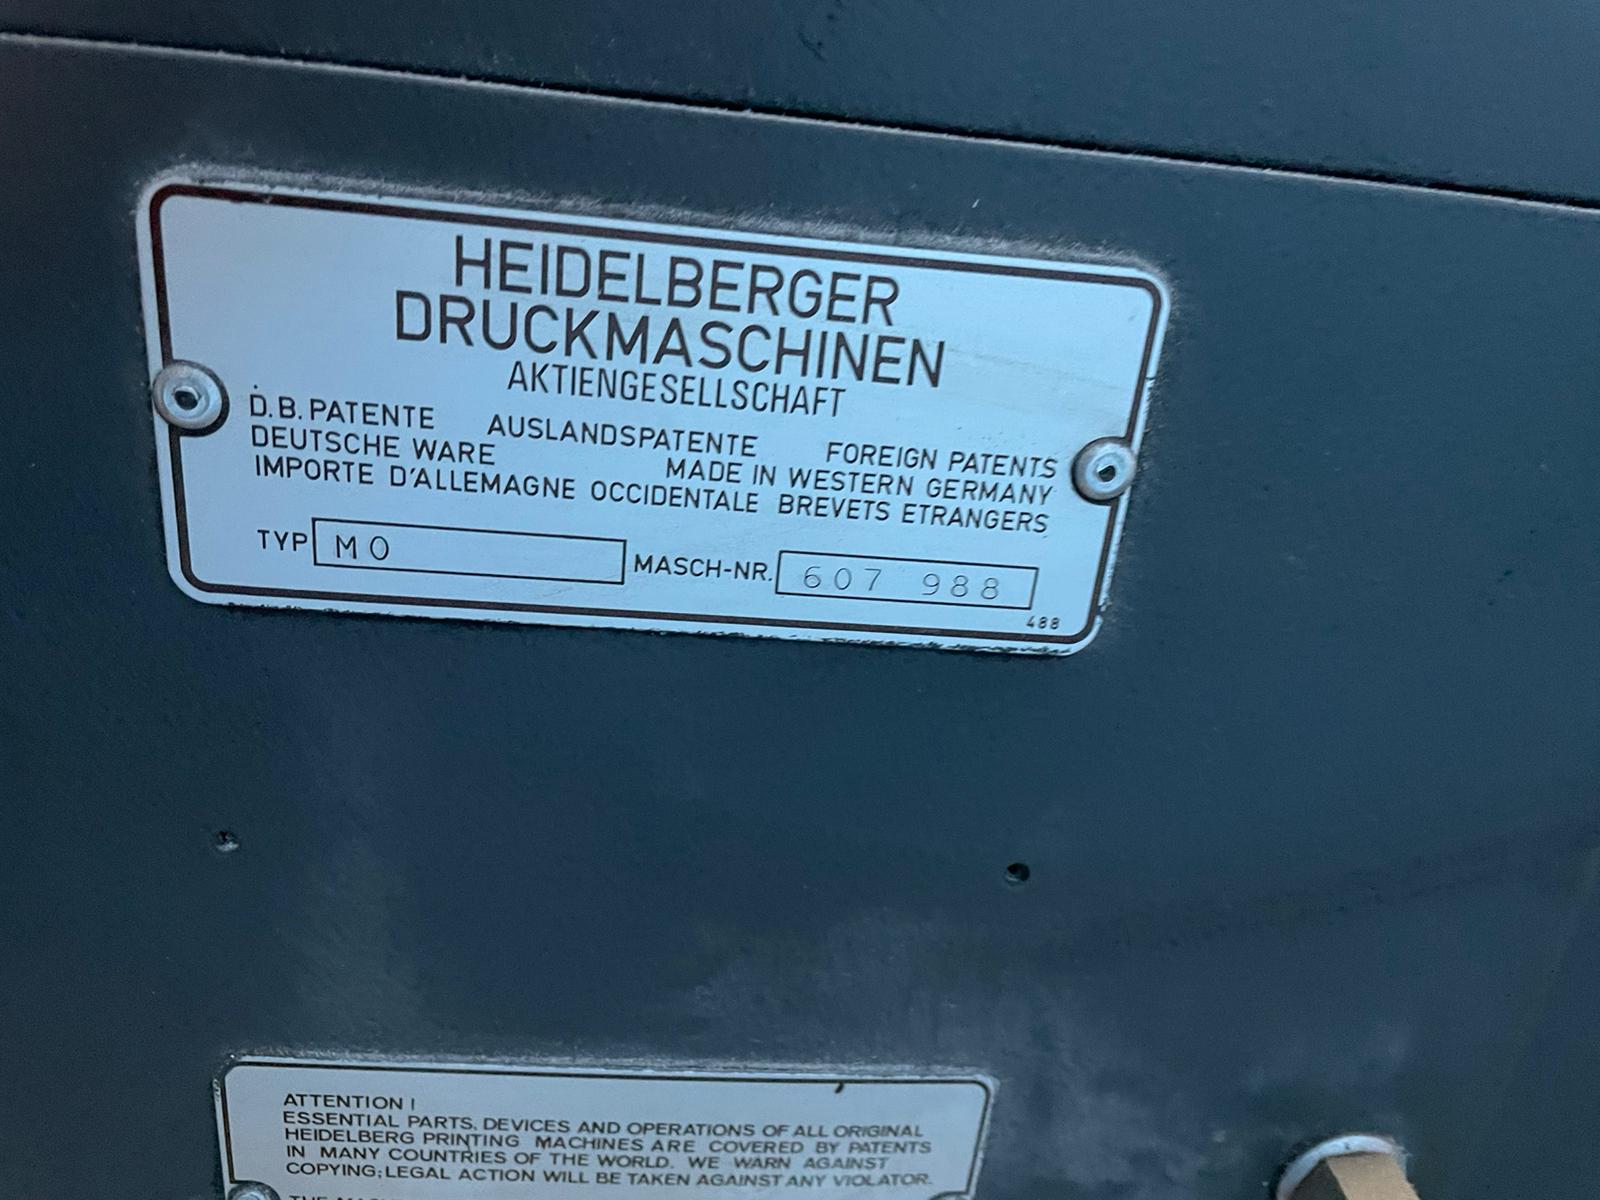 HEIDELBERGER
DRUCKMASCHINEN
AKTIENGESELLSCHAFT
D.B. PATENTE AUSLANDSPATENTE FOREIGN PATENTS
DEUTSCHE WARE MADE IN WESTERN GERMANY
IMPORTE D'ALLEMAGNE OCCIDENTALE BREVETS ETRANGERS
TYP MO MASCH-NR. 607 988
488
ATTENTION !
ESSENTIAL PARTS, DEVICES AND OPERATIONS OF ALL ORIGINAL
HEIDELBERG PRINTING MACHINES ARE COVERED BY PATENTS
IN MANY COUNTRIES OF THE WORLD. WE WARN AGAINST
COPYING; LEGAL ACTION WILL BE TAKEN AGAINST ANY VIOLATOR.